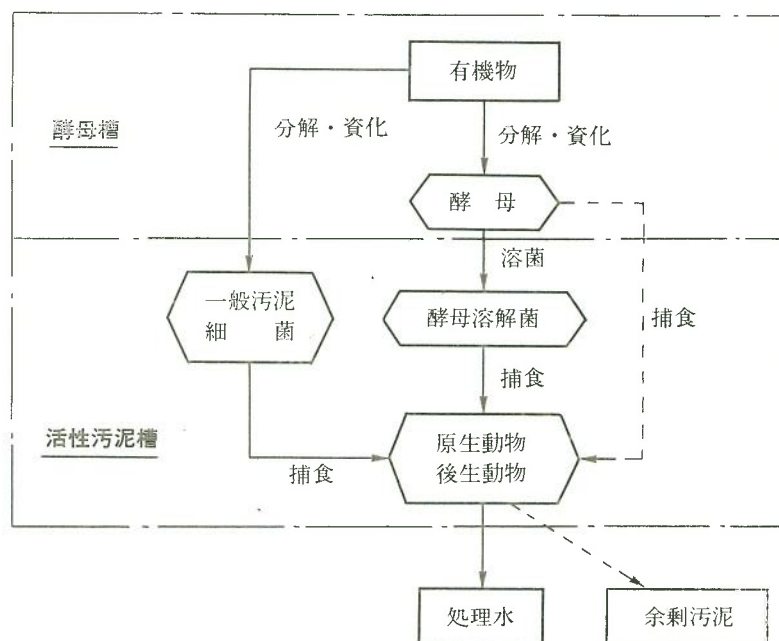 有機物
酵母槽
分解・資化
分解・資化
酵 母
溶菌
一般汚泥
細 菌
酵母溶解菌
捕食
捕食
活性汚泥槽
原生動物
後生動物
捕食
処理水
余剰汚泥